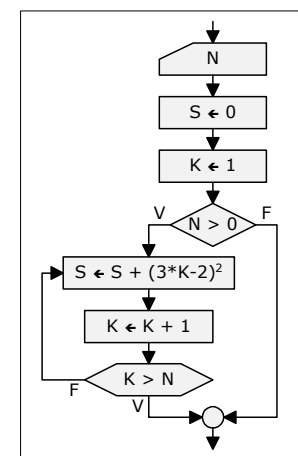 N
S ← 0
K ← 1
V
N > 0
F
S ← S + (3*K-2)²
K ← K + 1
K > N
F
V